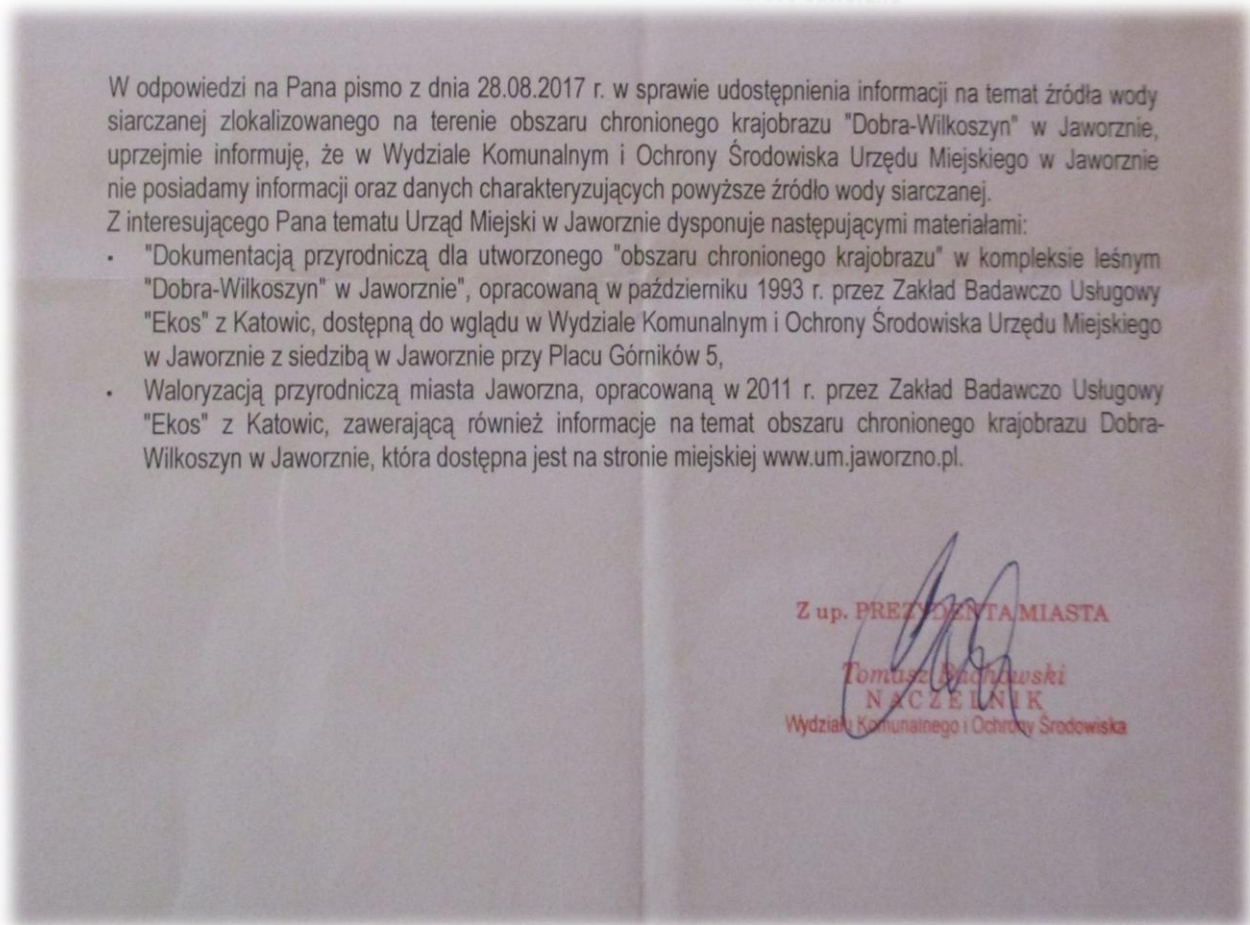 W odpowiedzi na Pana pismo z dnia 28.08.2017 r. w sprawie udostępnienia informacji na temat źródła wody
siarczanej zlokalizowanego na terenie obszaru chronionego krajobrazu "Dobra-Wilkoszyn" w Jaworznie,
uprzejmie informuję, że w Wydziale Komunalnym i Ochrony Środowiska Urzędu Miejskiego w Jaworznie
nie posiadamy informacji oraz danych charakteryzujących powyższe źródło wody siarczanej.
Z interesującego Pana tematu Urząd Miejski w Jaworznie dysponuje następującymi materiałami:
• "Dokumentacją przyrodniczą dla utworzonego "obszaru chronionego krajobrazu" w kompleksie leśnym
"Dobra-Wilkoszyn" w Jaworznie", opracowaną w październiku 1993 r. przez Zakład Badawczo Usługowy
"Ekos" z Katowic, dostępną do wglądu w Wydziale Komunalnym i Ochrony Środowiska Urzędu Miejskiego
w Jaworznie z siedzibą w Jaworznie przy Placu Górników 5,
• Waloryzacją przyrodniczą miasta Jaworzna, opracowaną w 2011 r. przez Zakład Badawczo Usługowy
"Ekos" z Katowic, zawerającą również informacje na temat obszaru chronionego krajobrazu Dobra-
Wilkoszyn w Jaworznie, która dostępna jest na stronie miejskiej www.um.jaworzno.pl.
Z up. PREZYDENTA MIASTA
Tomasz
NACZELNIK
Wydziału Komunalnego i Ochrony Środowiska